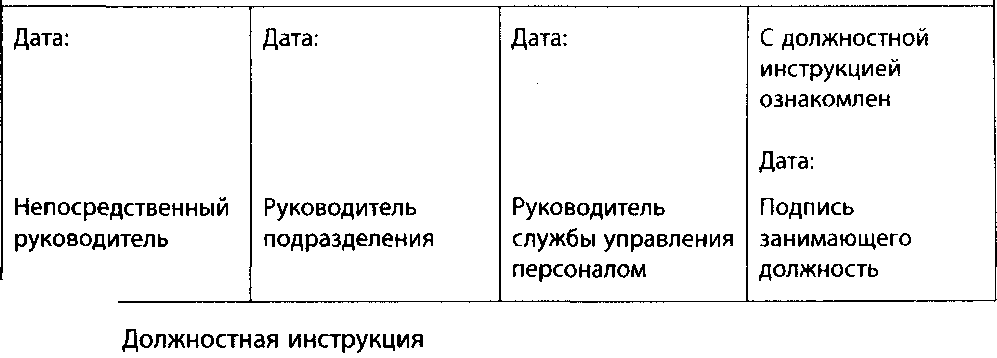 Дата:
Непосредственный
руководитель
Дата:
Руководитель
подразделения
Дата:
Руководитель
службы управления
персоналом
С должностной
инструкцией
ознакомлен
Дата:
Подпись
занимающего
должность
Должностная инструкция